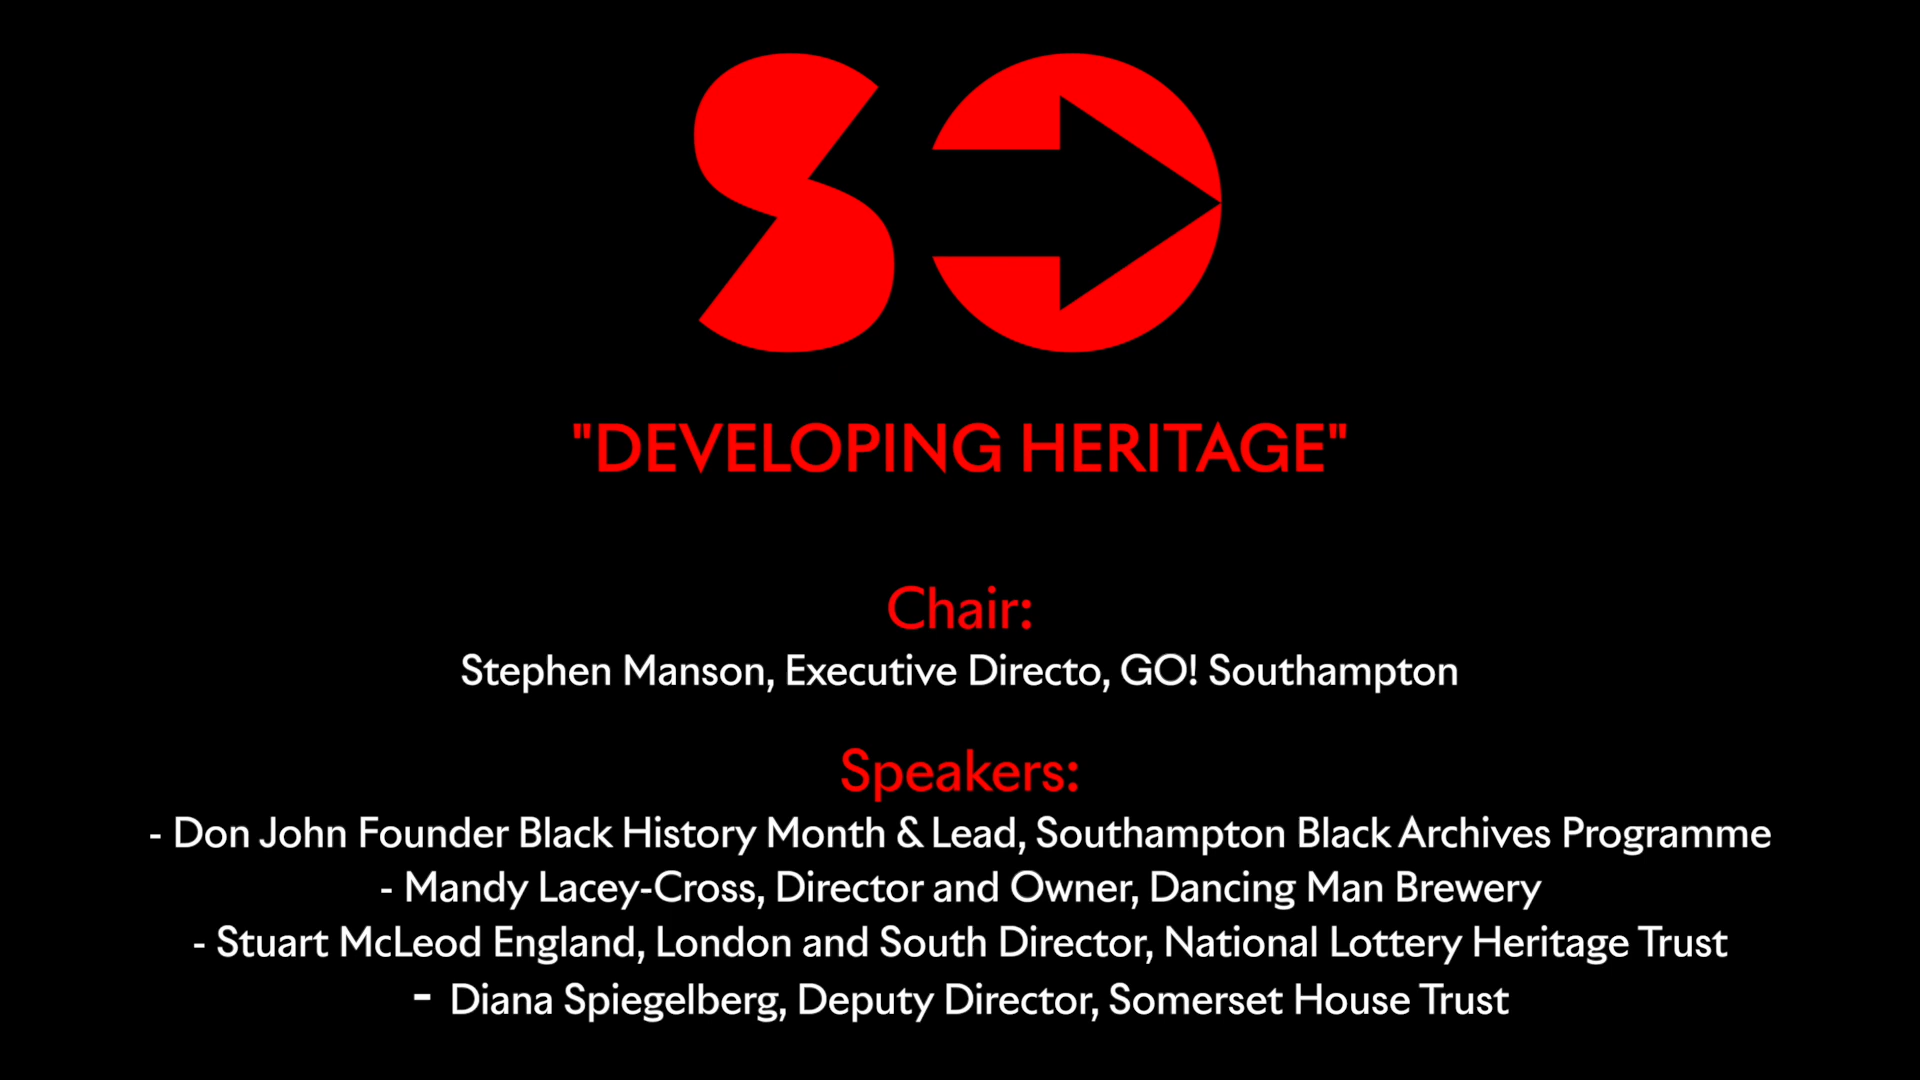 SO
"DEVELOPING HERITAGE"
Chair:
Stephen Manson, Executive Directo, GO! Southampton
Speakers:
- Don John Founder Black History Month & Lead, Southampton Black Archives Programme
- Mandy Lacey-Cross, Director and Owner, Dancing Man Brewery
- Stuart McLeod England, London and South Director, National Lottery Heritage Trust
- Diana Spiegelberg, Deputy Director, Somerset House Trust